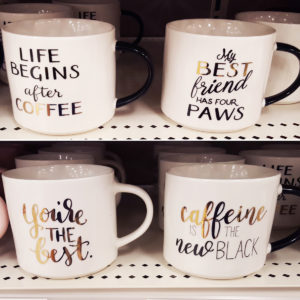 LIFE
BEGINS
after
COFFEE
My
BEST
friend
HAS FOUR
PAWS
You're
THE
best.
caffeine
IS THE
new BLACK